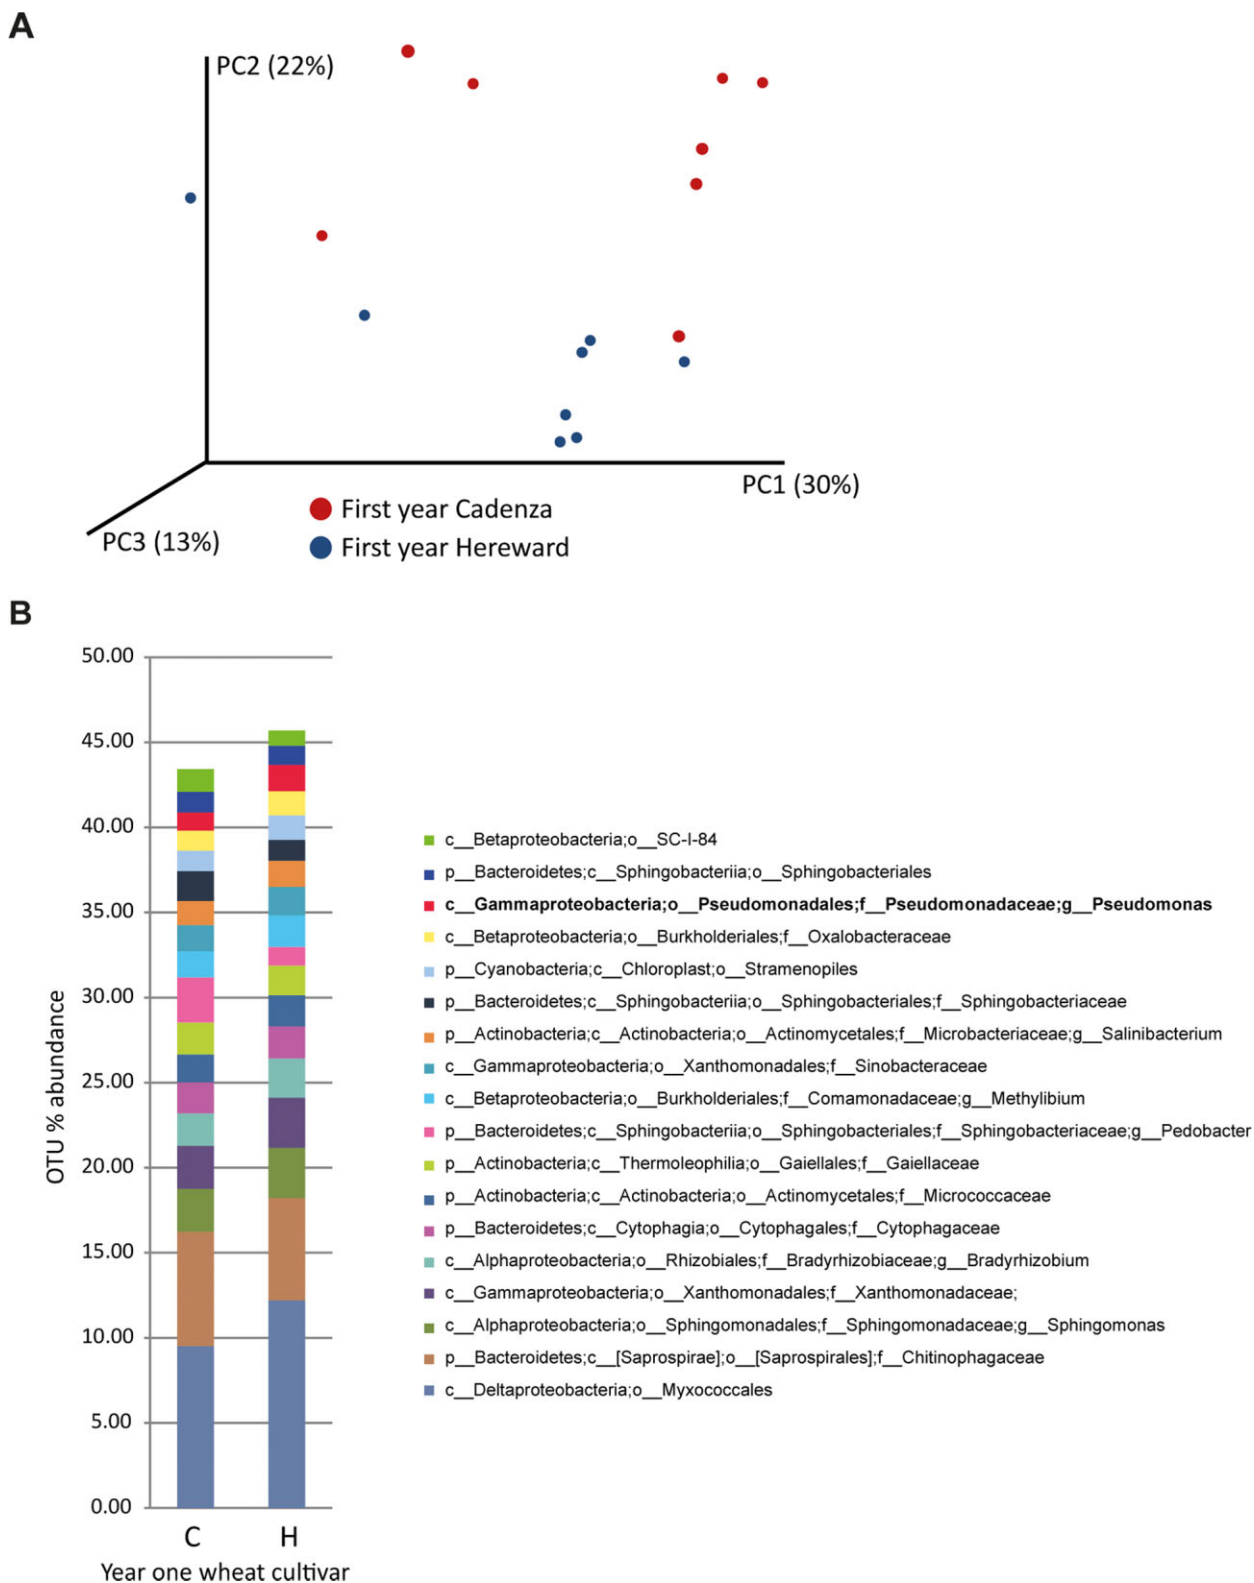 A
PC2 (22%)
PC1 (30%)
PC3 (13%)
First year Cadenza
First year Hereward
B
50.00
45.00
40.00
35.00
30.00
25.00
20.00
15.00
10.00
5.00
0.00
OTU % abundance
C
H
Year one wheat cultivar
c__Betaproteobacteria;o__SC-I-84
p__Bacteroidetes;c__Sphingobacteriia;o__Sphingobacteriales
c__Gammaproteobacteria;o__Pseudomonadales;f__Pseudomonadaceae;g__Pseudomonas
c__Betaproteobacteria;o__Burkholderiales;f__Oxalobacteraceae
p__Cyanobacteria;c__Chloroplast;o__Stramenopiles
p__Bacteroidetes;c__Sphingobacteriia;o__Sphingobacteriales;f__Sphingobacteriaceae
p__Actinobacteria;c__Actinobacteria;o__Actinomycetales;f__Microbacteriaceae;g__Salinibacterium
c__Gammaproteobacteria;o__Xanthomonadales;f__Sinobacteraceae
c__Betaproteobacteria;o__Burkholderiales;f__Comamonadaceae;g__Methylibium
p__Bacteroidetes;c__Sphingobacteriia;o__Sphingobacteriales;f__Sphingobacteriaceae;g__Pedobacter
p__Actinobacteria;c__Thermoleophilia;o__Gaiellales;f__Gaiellaceae
p__Actinobacteria;c__Actinobacteria;o__Actinomycetales;f__Micrococcaceae
p__Bacteroidetes;c__Cytophagia;o__Cytophagales;f__Cytophagaceae
c__Alphaproteobacteria;o__Rhizobiales;f__Bradyrhizobiaceae;g__Bradyrhizobium
c__Gammaproteobacteria;o__Xanthomonadales;f__Xanthomonadaceae;
c__Alphaproteobacteria;o__Sphingomonadales;f__Sphingomonadaceae;g__Sphingomonas
p__Bacteroidetes;c__[Saprospirae];o__[Saprospirales];f__Chitinophagaceae
c__Deltaproteobacteria;o__Myxococcales